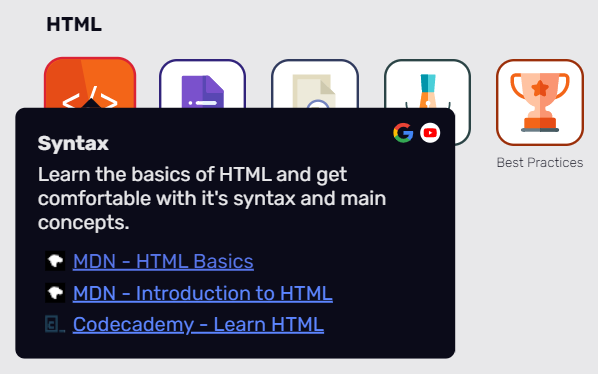 HTML
Syntax
Learn the basics of HTML and get
comfortable with it's syntax and main
concepts.
MDN - HTML Basics
MDN - Introduction to HTML
Codecademy - Learn HTML
Best Practices